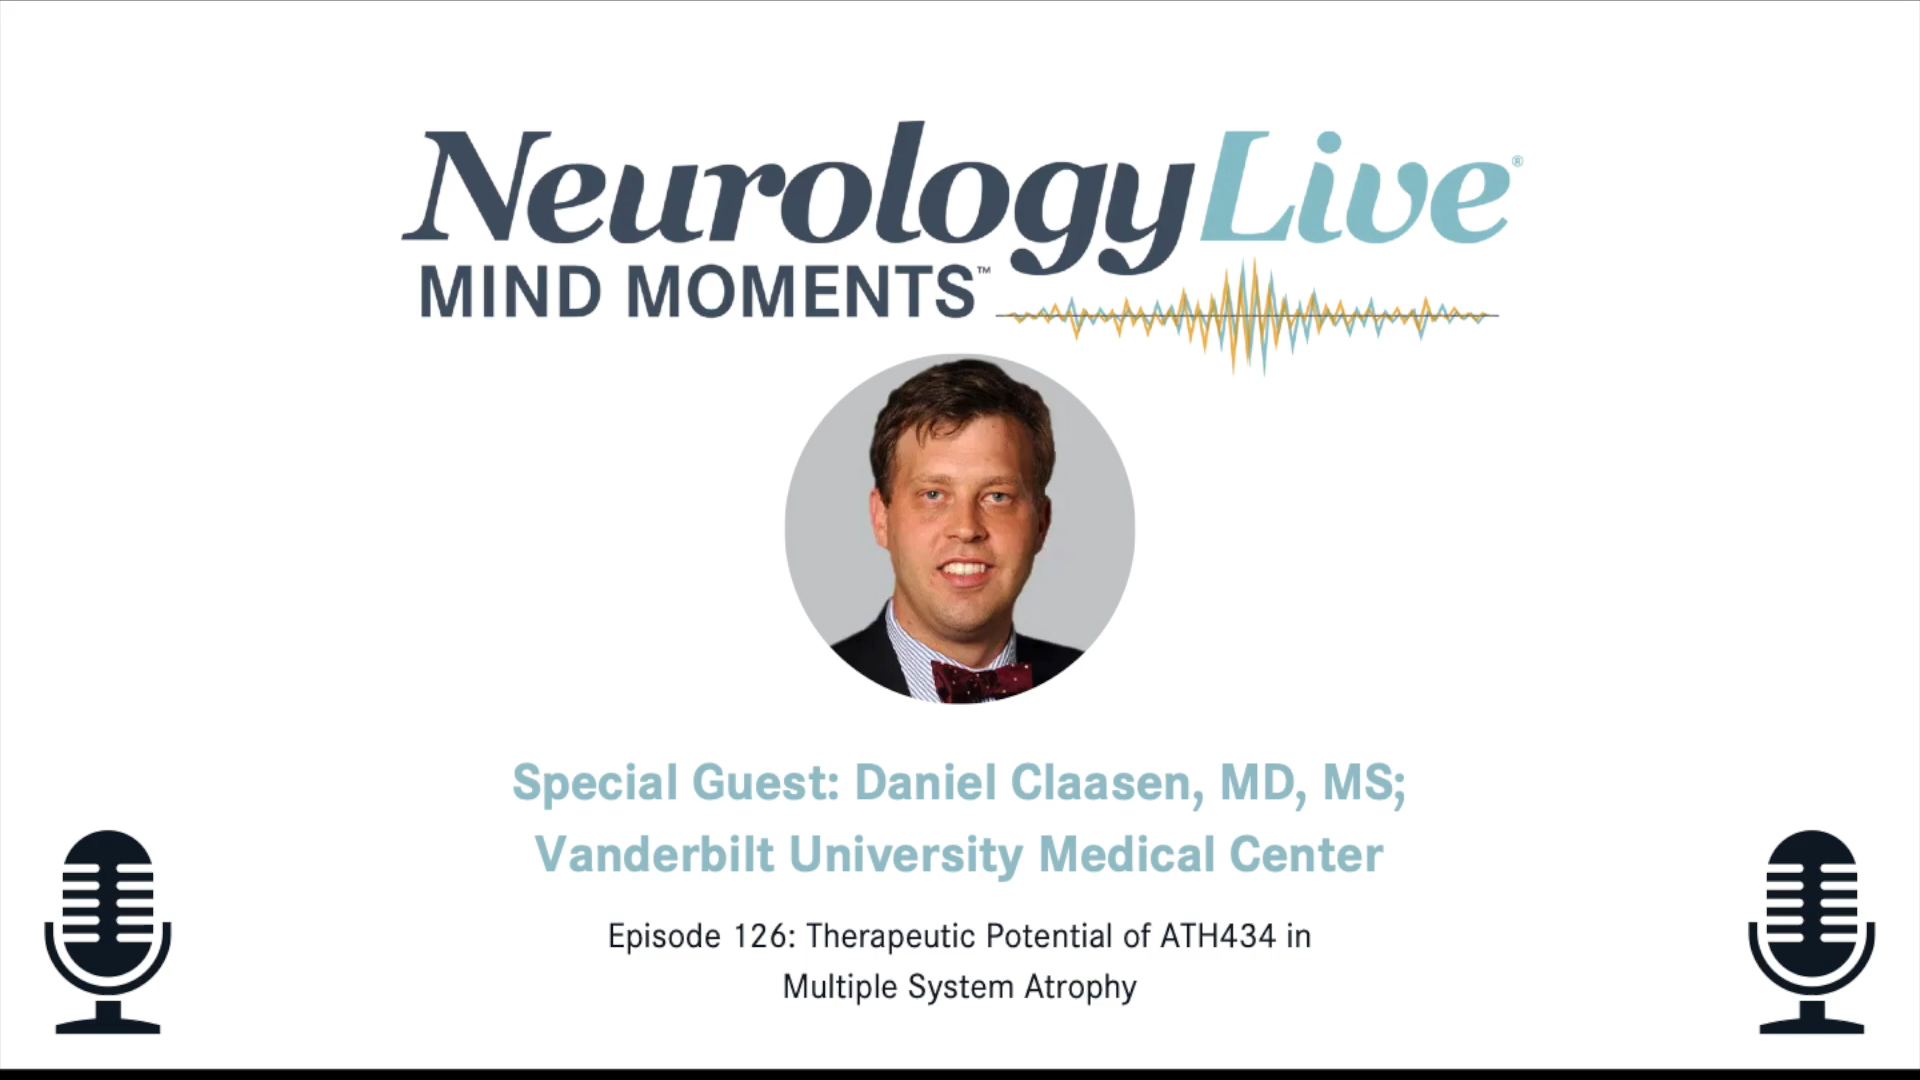 NeurologyLive®
MIND MOMENTS™
Special Guest: Daniel Claasen, MD, MS;
Vanderbilt University Medical Center
Episode 126: Therapeutic Potential of ATH434 in
Multiple System Atrophy